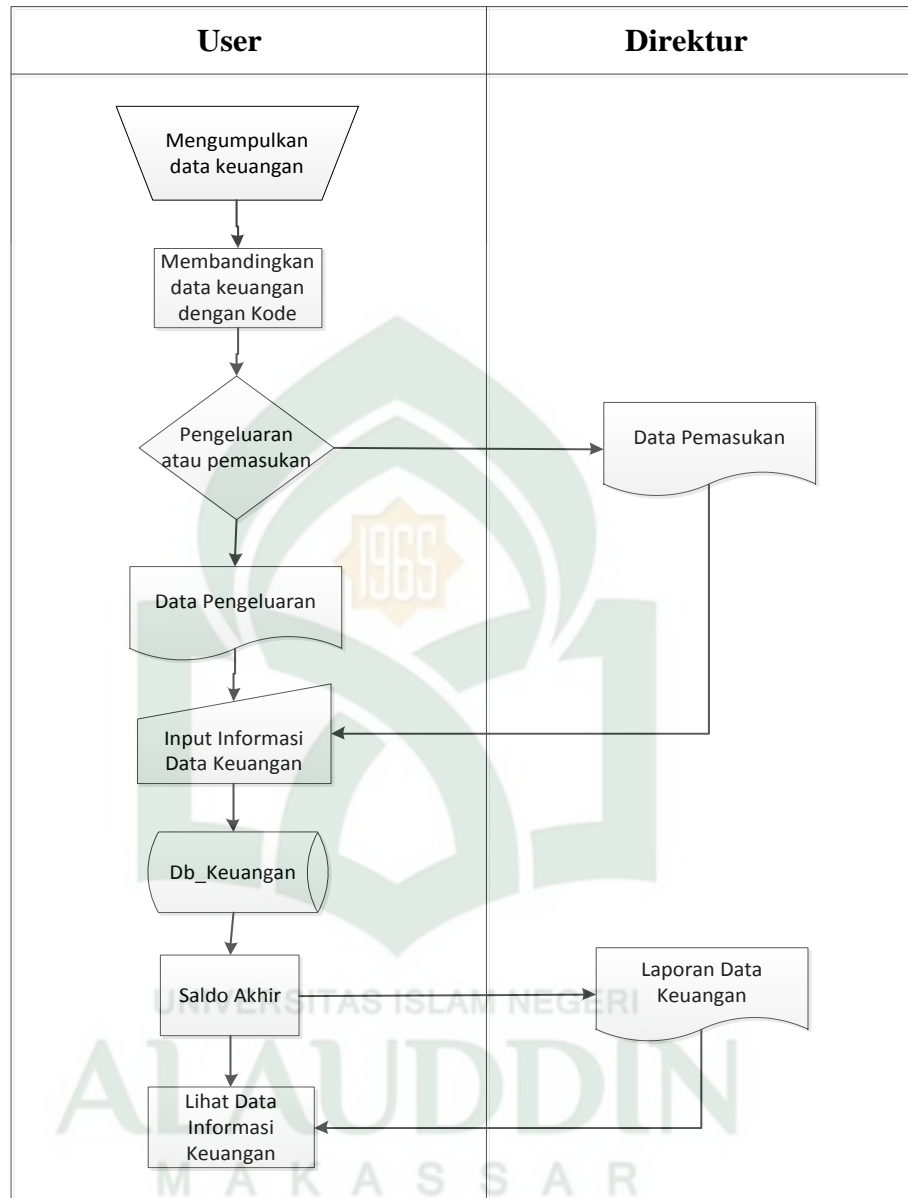 User
Direktur
Mengumpulkan
data keuangan
Membandingkan
data keuangan
dengan Kode
Pengeluaran
atau pemasukan
Data Pemasukan
Data Pengeluaran
1965
Input Informasi
Data Keuangan
Db_Keuangan
Saldo Akhir
Laporan Data
Keuangan
UNIVERSITAS ISLAM NEGERI
ALAUDDIN
Lihat Data
Informasi
Keuangan
MAKASSAR